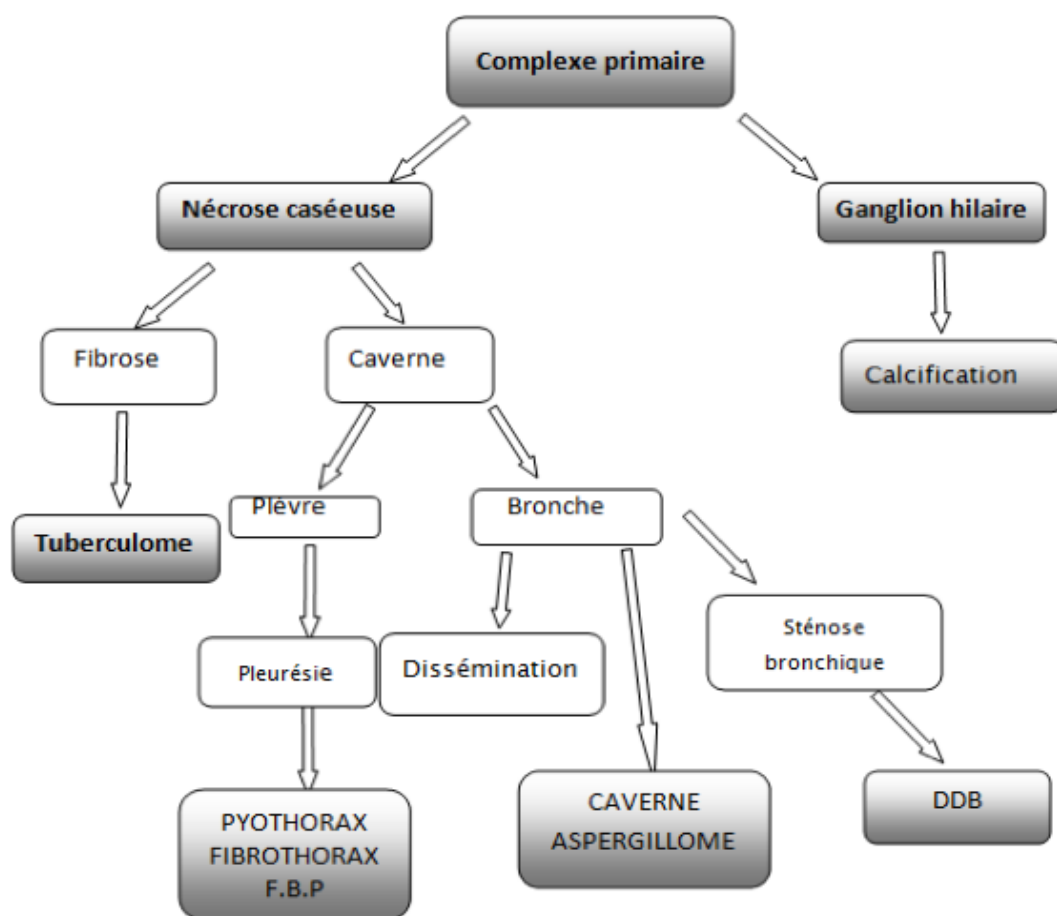 Complexe primaire
Nécrose caséeuse
Ganglion hilaire
Fibrose
Caverne
Calcification
Plèvre
Bronche
Tuberculome
Sténose
bronchique
Pleurésie
Dissémination
PYOTHORAX
FIBROTHORAX
F.B.P
CAVERNE
ASPERGILLOME
DDB